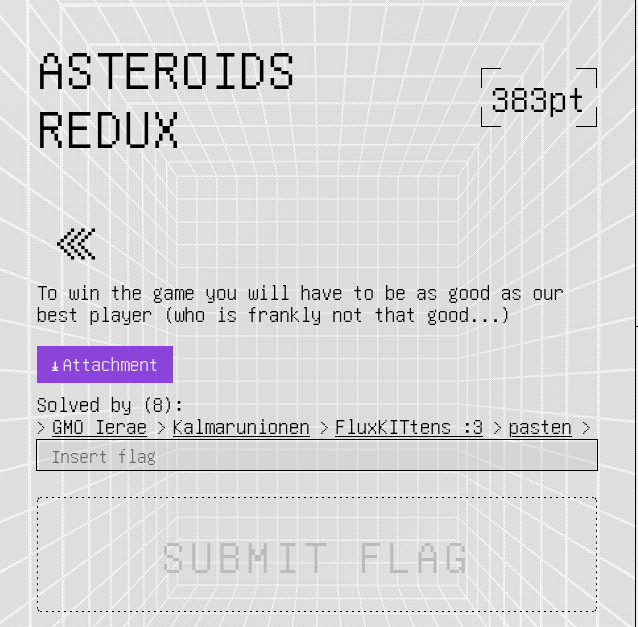 ASTEROIDS
REDUX
383pt
To win the game you will have to be as good as our
best player (who is frankly not that good...)
Attachment
Solved by (8):
> GMO Ierae > Kalmarunionen > FluxKITtens :3 > pasten >
Insert flag
SUBMIT FLAG